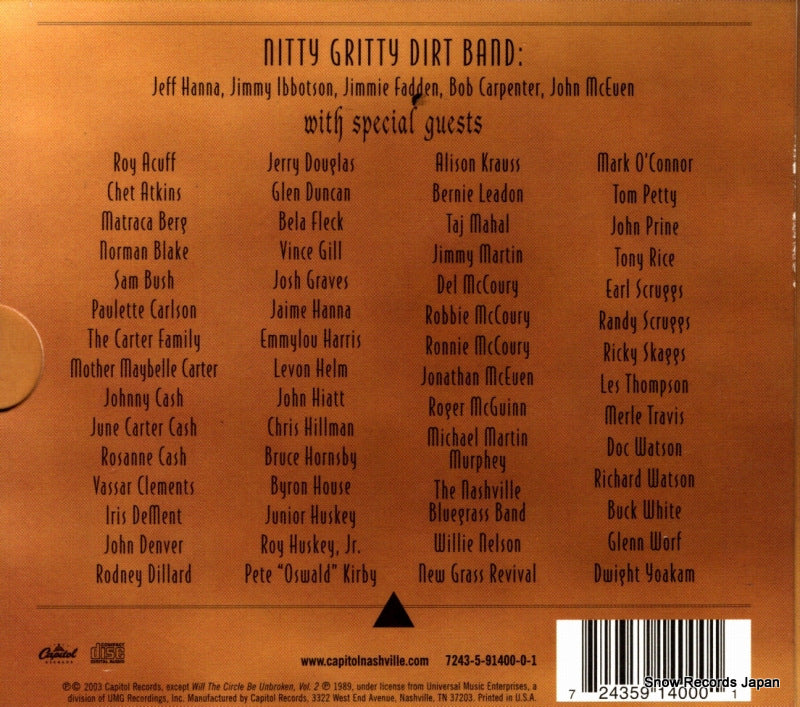 NITTY GRITTY DIRT BAND:
Jeff Hanna, Jimmy Ibbotson, Jimmie Fadden, Bob Carpenter, John McEuen
with special guests
Roy Acuff
Chet Atkins
Matraca Berg
Norman Blake
Sam Bush
Paulette Carlson
The Carter Family
Mother Maybelle Carter
Johnny Cash
June Carter Cash
Rosanne Cash
Vassar Clements
Iris DeMent
John Denver
Rodney Dillard
Jerry Douglas
Glen Duncan
Bela Fleck
Vince Gill
Josh Graves
Jaime Hanna
Emmylou Harris
Levon Helm
John Hiatt
Chris Hillman
Bruce Hornsby
Byron House
Junior Huskey
Roy Huskey, Jr.
Pete "Oswald" Kirby
Alison Krauss
Bernie Leadon
Taj Mahal
Jimmy Martin
Del McCoury
Robbie McCoury
Ronnie McCoury
Jonathan McEuen
Roger McGuinn
Michael Martin
Murphey
The Nashville
Bluegrass Band
Willie Nelson
New Grass Revival
Mark O'Connor
Tom Petty
John Prine
Tony Rice
Earl Scruggs
Randy Scruggs
Ricky Skaggs
Les Thompson
Merle Travis
Doc Watson
Richard Watson
Buck White
Glenn Worf
Dwight Yoakam
Capitol
RECORDS
COMPACT
disc
DIGITAL AUDIO
www.capitolnashville.com 7243-5-91400-0-1
℗© 2003 Capitol Records, except Will The Circle Be Unbroken, Vol. 2 ℗ 1989, under license from Universal Music Enterprises, a
division of UMG Recordings, Inc. Manufactured by Capitol Records, 3322 West End Avenue, Nashville, TN 37203. Printed in U.S.A.
7 24359 14000 1
Snow Records Japan